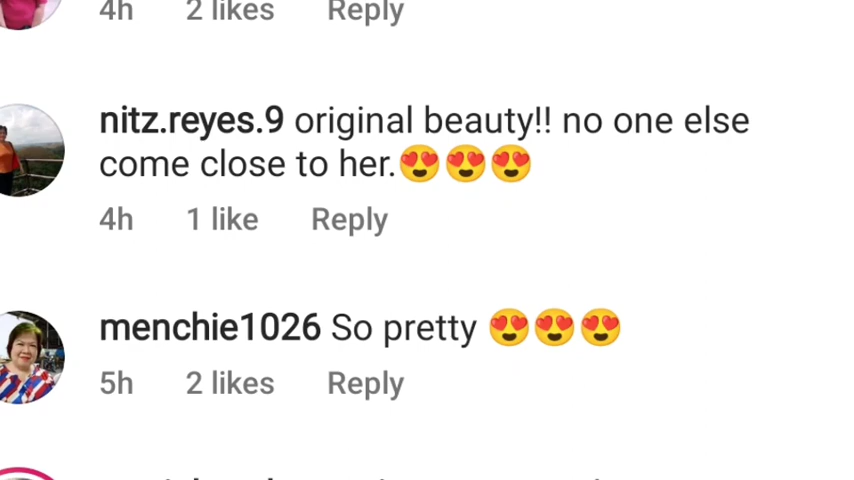 4h 2 likes Reply
nitz.reyes.9 original beauty!! no one else
come close to her.😍😍😍
4h 1 like Reply
menchie1026 So pretty 😍😍😍
5h 2 likes Reply